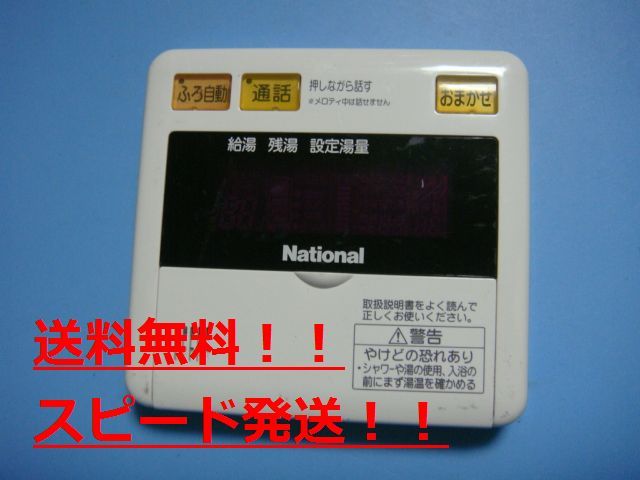 ふろ自動
通話
押しながら話す
※メロディ中は話せません
おまかせ
給湯 残湯 設定湯量
National
取扱説明書をよく読んで
正しくお使いください。
⚠警告
やけどの恐れあり
・シャワーや湯の使用、入浴の
前にまず湯温を確かめる
送料無料！！
スピード発送！！